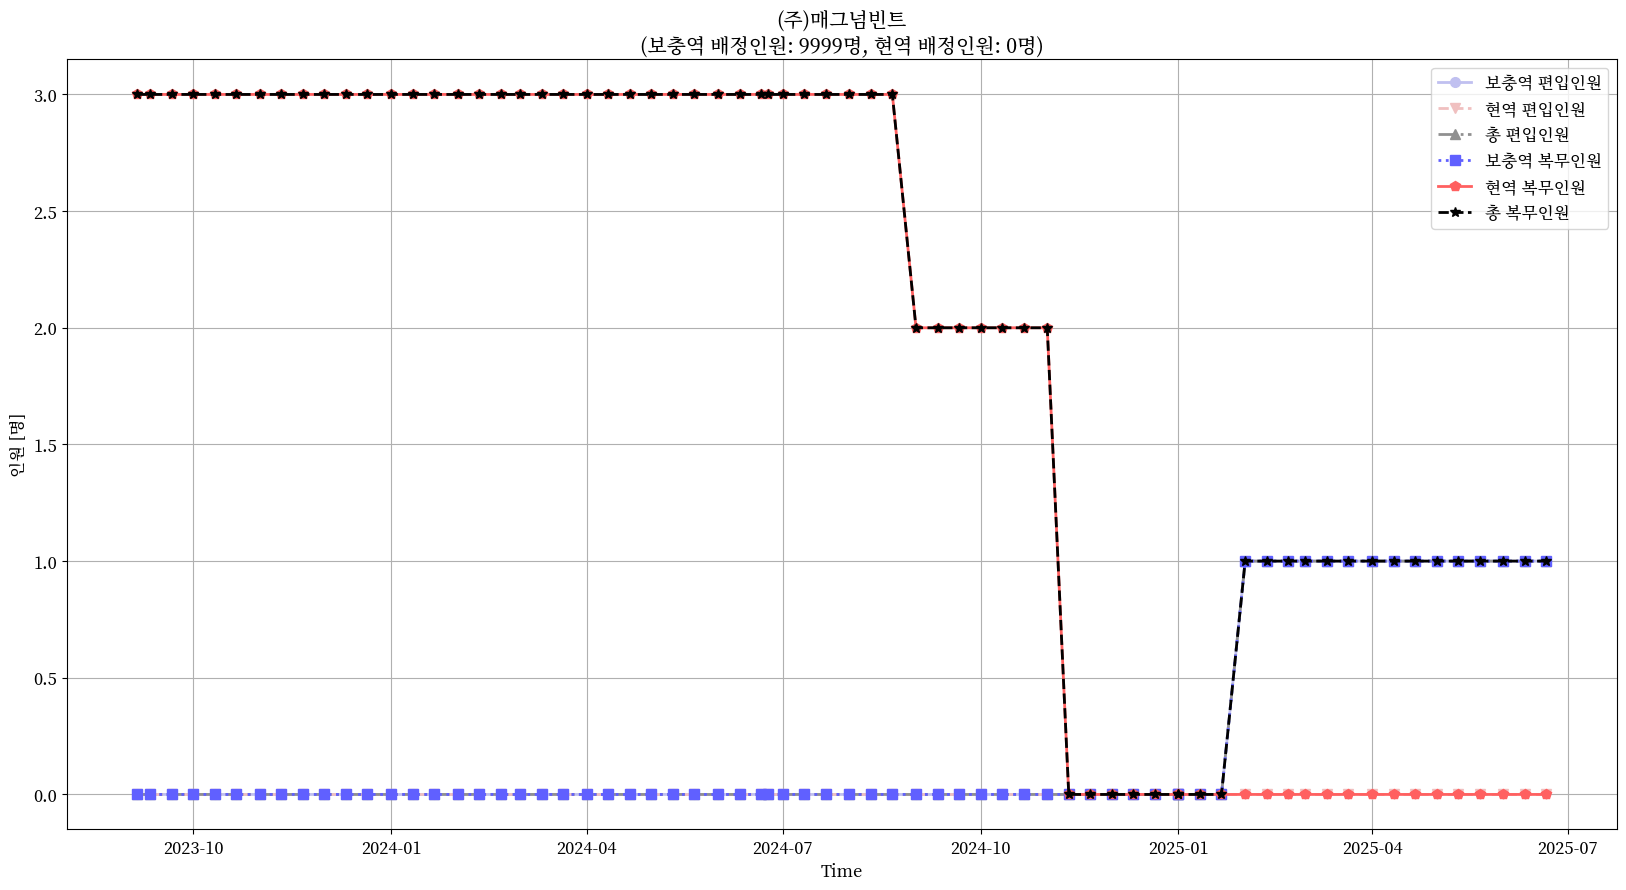 (주)매그넘빈트
(보충역 배정인원: 9999명, 현역 배정인원: 0명)
보충역 편입인원
현역 편입인원
총 편입인원
보충역 복무인원
현역 복무인원
총 복무인원
인원 [명]
3.0
2.5
2.0
1.5
1.0
0.5
0.0
2023-10
2024-01
2024-04
2024-07
2024-10
2025-01
2025-04
2025-07
Time